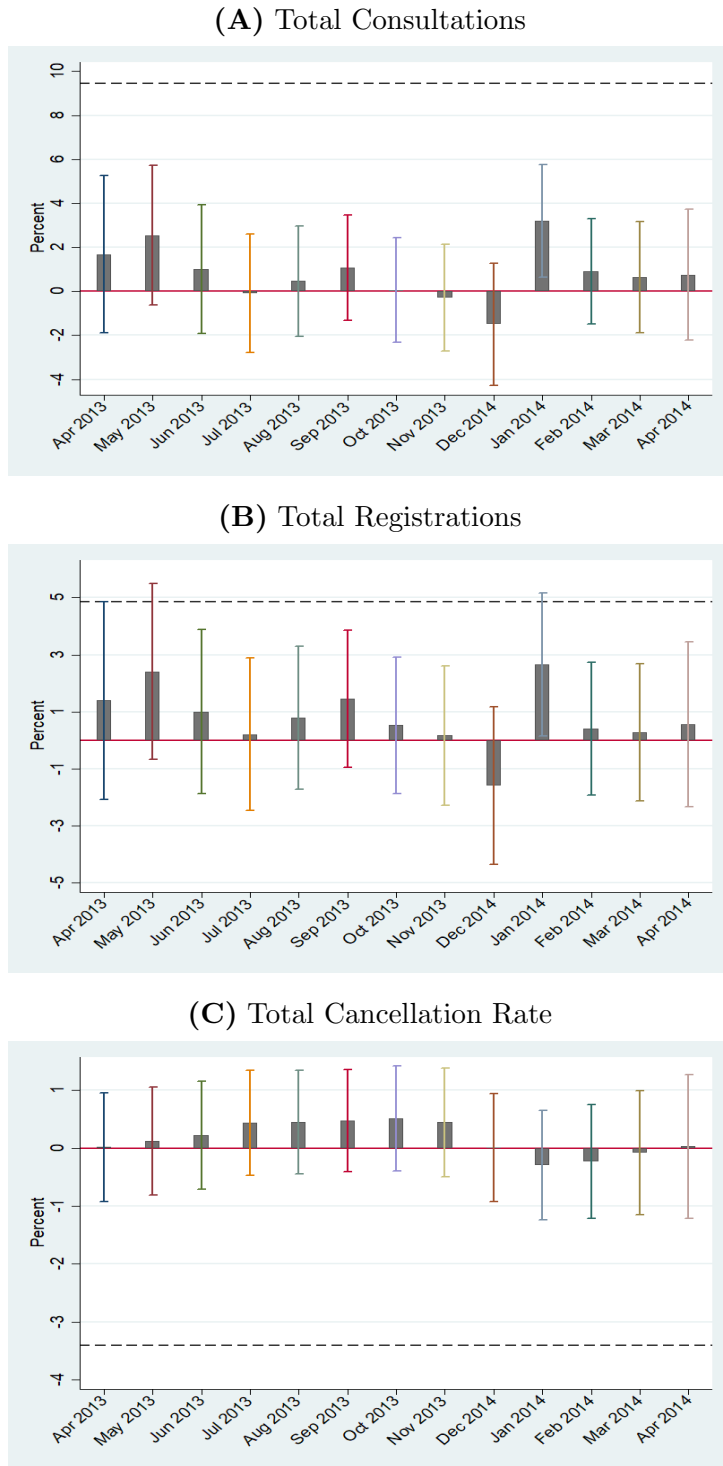 (A) Total Consultations
10
8
6
4
2
0
-2
-4
Percent
Apr 2013
May 2013
Jun 2013
Jul 2013
Aug 2013
Sep 2013
Oct 2013
Nov 2013
Dec 2014
Jan 2014
Feb 2014
Mar 2014
Apr 2014
(B) Total Registrations
5
3
1
-1
-3
-5
Percent
Apr 2013
May 2013
Jun 2013
Jul 2013
Aug 2013
Sep 2013
Oct 2013
Nov 2013
Dec 2014
Jan 2014
Feb 2014
Mar 2014
Apr 2014
(C) Total Cancellation Rate
1
0
-1
-2
-3
-4
Percent
Apr 2013
May 2013
Jun 2013
Jul 2013
Aug 2013
Sep 2013
Oct 2013
Nov 2013
Dec 2014
Jan 2014
Feb 2014
Mar 2014
Apr 2014